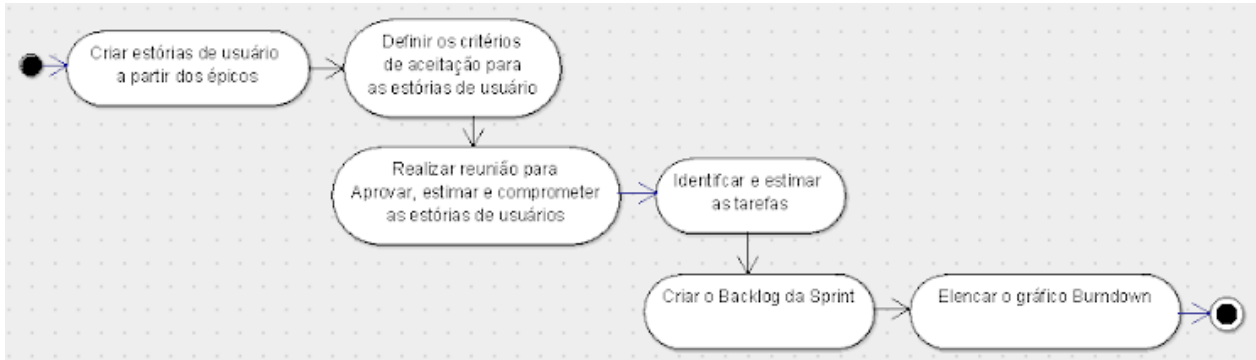 Criar estórias de usuário
a partir dos épicos
Definir os critérios
de aceitação para
as estórias de usuário
Realizar reunião para
Aprovar, estimar e comprometer
as estórias de usuários
Identifcar e estimar
as tarefas
Criar o Backlog da Sprint
Elencar o gráfico Burndown